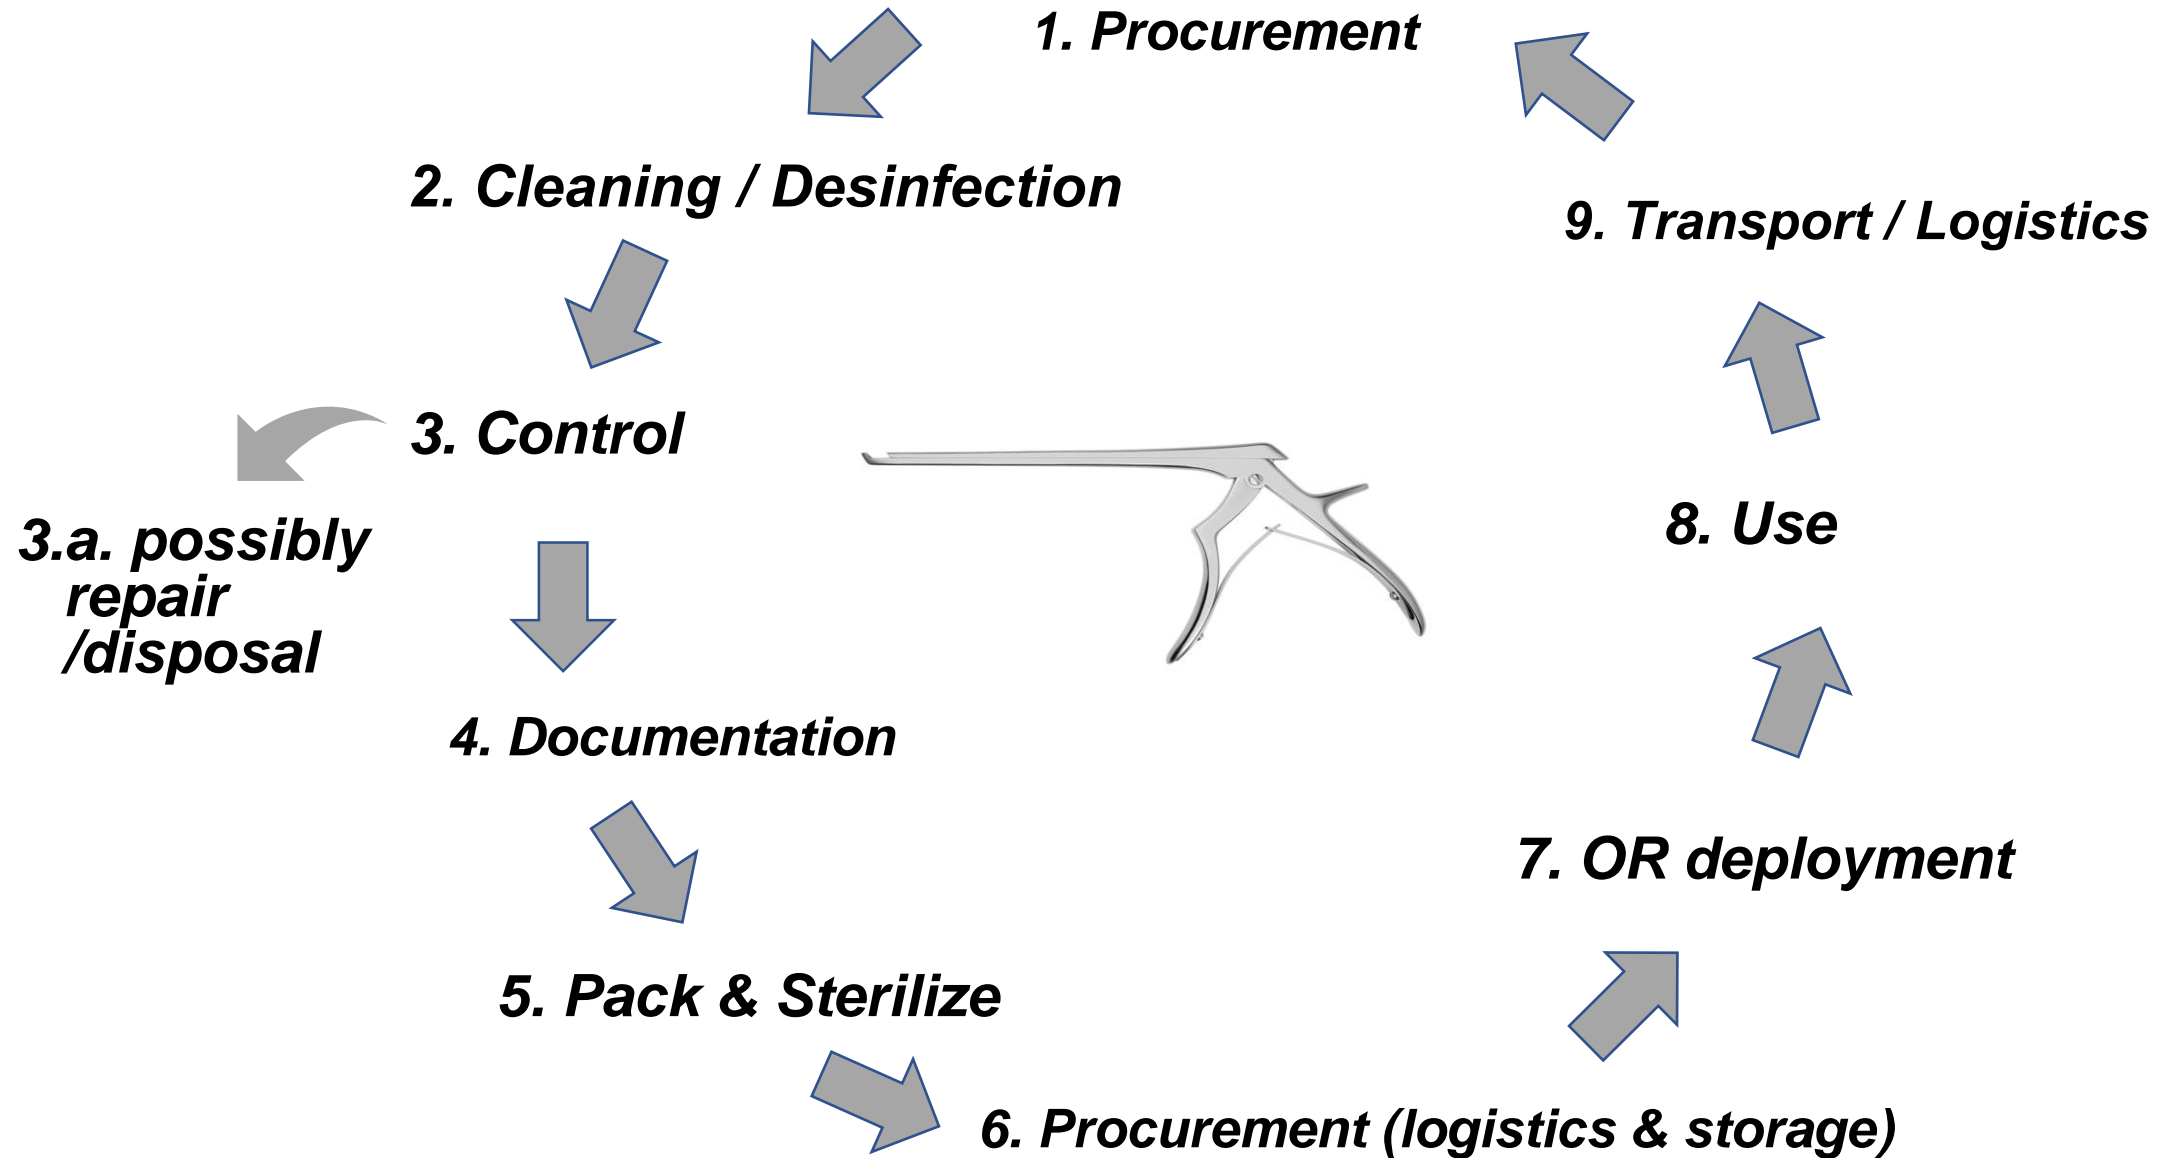 1. Procurement
2. Cleaning / Desinfection
3. Control
3.a. possibly
repair
/disposal
4. Documentation
5. Pack & Sterilize
6. Procurement (logistics & storage)
7. OR deployment
8. Use
9. Transport / Logistics